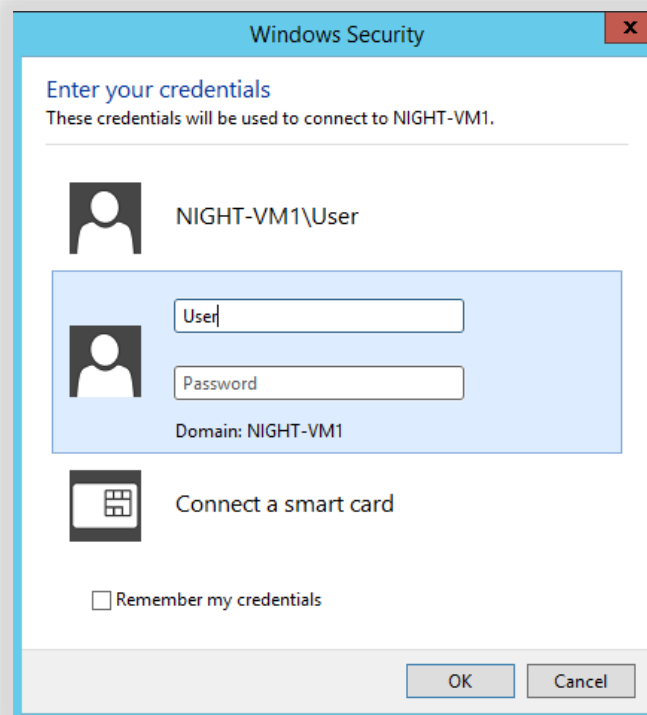 Windows Security
x
Enter your credentials
These credentials will be used to connect to NIGHT-VM1.
NIGHT-VM1\User
User
Password
Domain: NIGHT-VM1
Connect a smart card
Remember my credentials
OK
Cancel